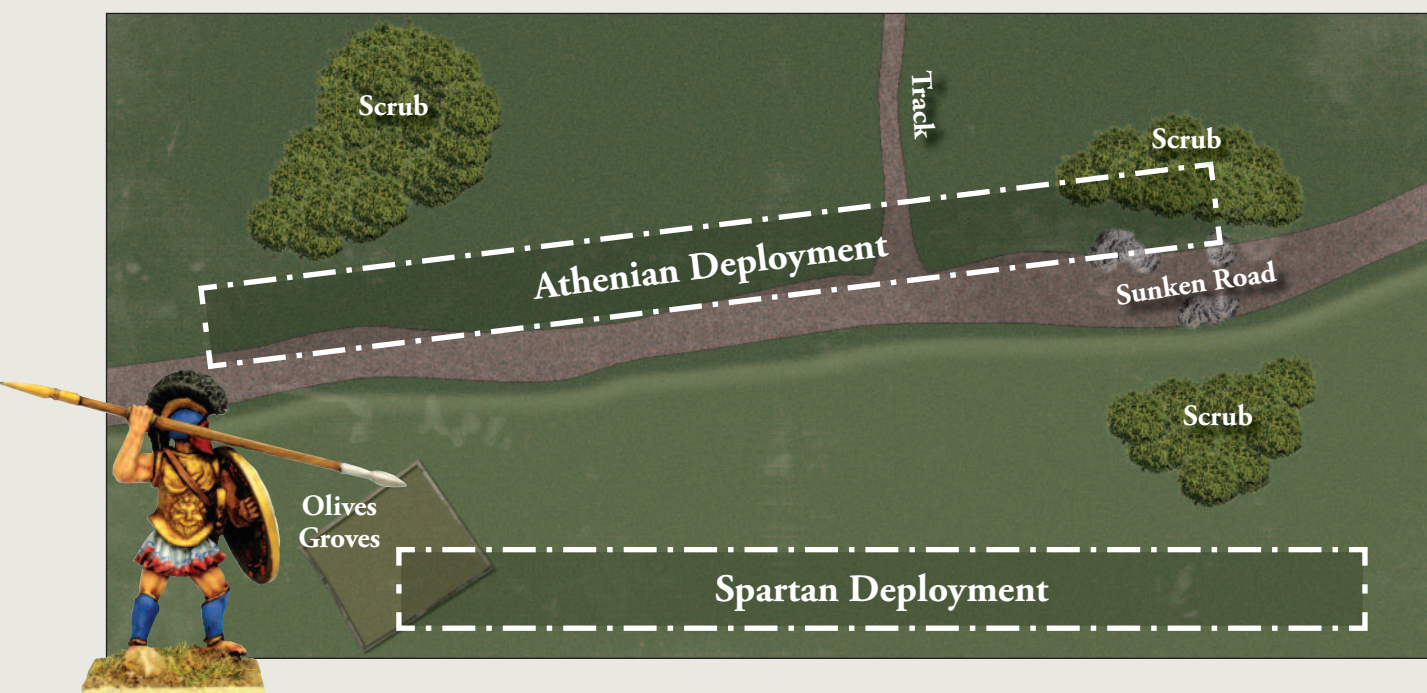 Scrub
Track
Scrub
Athenian Deployment
Sunken Road
Scrub
Olives
Groves
Spartan Deployment